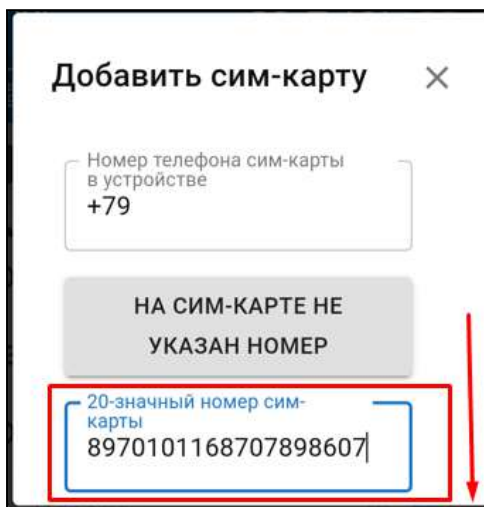 Добавить сим-карту
Номер телефона сим-карты
в устройстве
+79
НА СИМ-КАРТЕ НЕ
УКАЗАН НОМЕР
20-значный номер сим-
карты
8970101168707898607